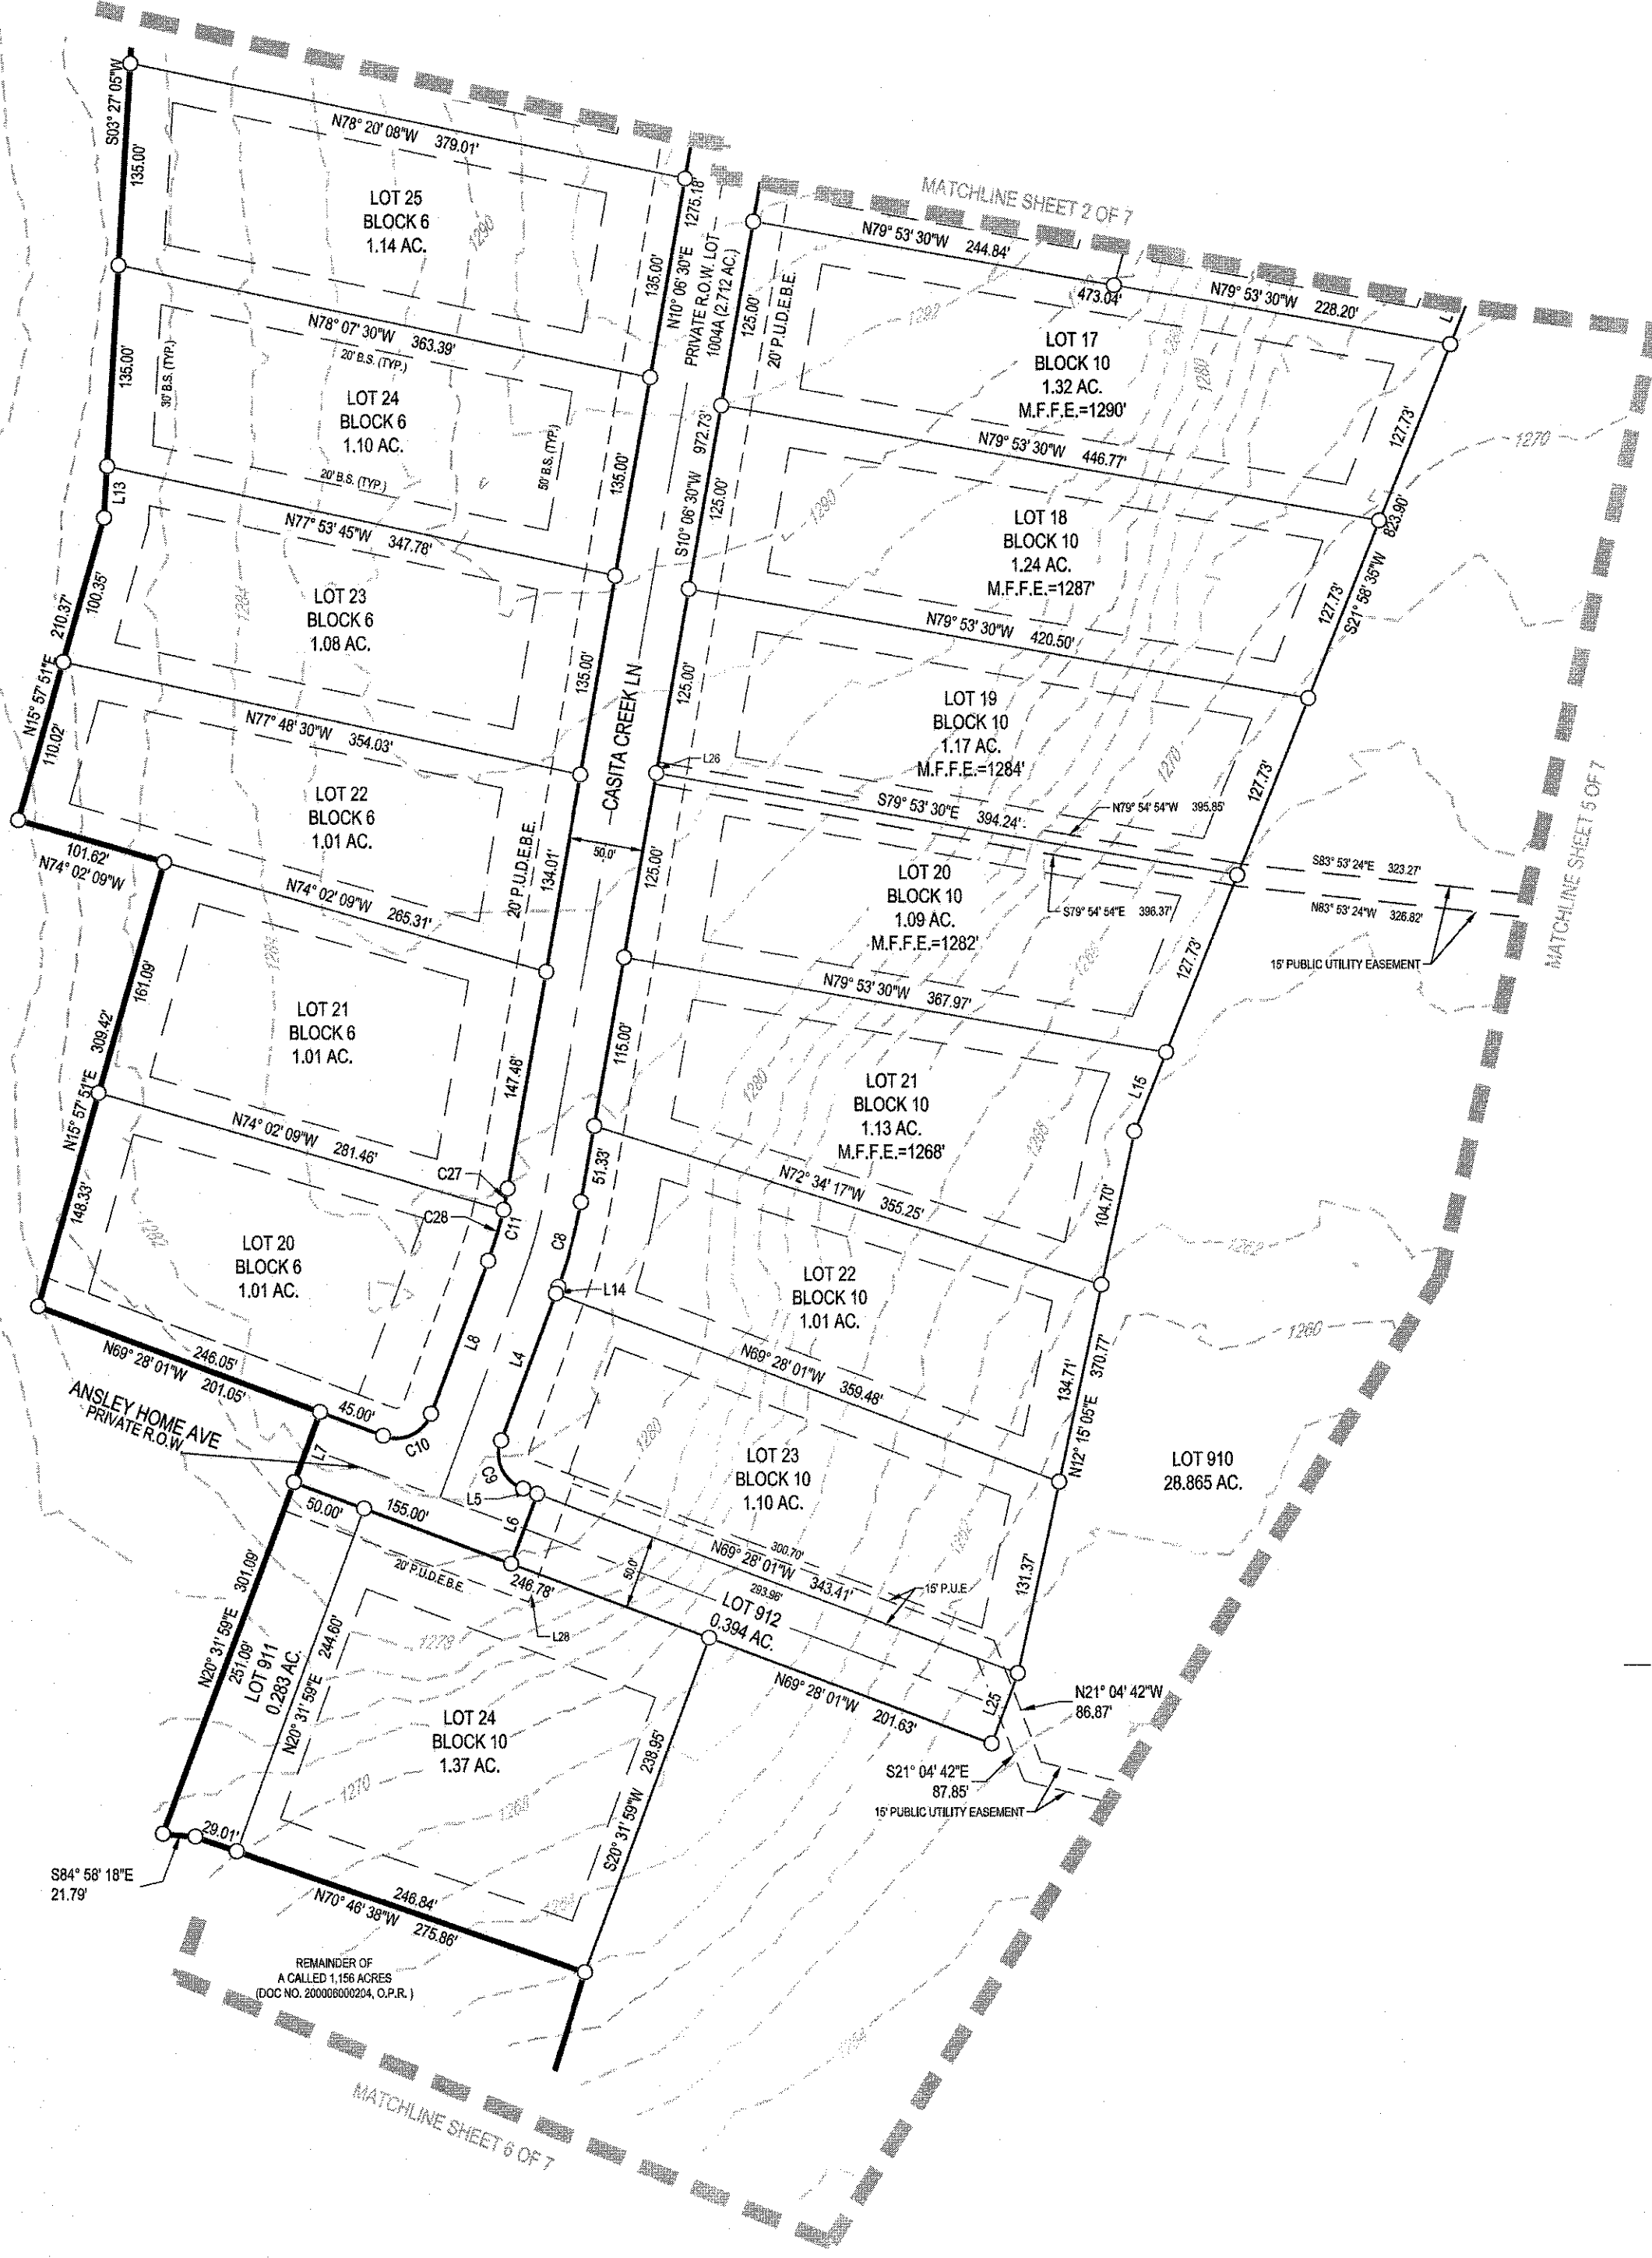 MATCHLINE SHEET 2 OF 7
S03° 27' 05"W
135.00'
N78° 20' 08"W 379.01'
LOT 25
BLOCK 6
1.14 AC.
1290
135.00'
N10° 06' 30"E 1275.18'
PRIVATE R.O.W. LOT
1004A (2.712 AC.)
125.00'
20' P.U.D.E.B.E.
N79° 53' 30"W 244.84'
473.04'
N79° 53' 30"W 228.20'
1282
1280
LOT 17
BLOCK 10
1.32 AC.
M.F.F.E.=1290'
127.73'
1270
135.00'
N78° 07' 30"W 363.39'
20' B.S. (TYP.)
30' B.S. (TYP.)
LOT 24
BLOCK 6
1.10 AC.
20' B.S. (TYP.)
50' B.S. (TYP.)
135.00'
S10° 06' 30"W 972.73'
125.00'
N79° 53' 30"W 446.77'
823.90'
1290
LOT 18
BLOCK 10
1.24 AC.
M.F.F.E.=1287'
127.73'
S21° 58' 35"W
L13
N77° 53' 45"W 347.78'
N15° 57' 51"E 210.37'
100.35'
1284
LOT 23
BLOCK 6
1.08 AC.
135.00'
CASITA CREEK LN
125.00'
N79° 53' 30"W 420.50'
LOT 19
BLOCK 10
1.17 AC.
M.F.F.E.=1284'
1270
127.73'
110.02'
N77° 48' 30"W 354.03'
LOT 22
BLOCK 6
1.01 AC.
20' P.U.D.E.B.E.
134.01'
50.0'
L26
S79° 53' 30"E 394.24'
N79° 54' 54"W 395.85'
S79° 54' 54"E 396.37'
S83° 53' 24"E 323.27'
N83° 53' 24"W 326.82'
15' PUBLIC UTILITY EASEMENT
MATCHLINE SHEET 5 OF 7
125.00'
LOT 20
BLOCK 10
1.09 AC.
M.F.F.E.=1282'
127.73'
101.62'
N74° 02' 09"W
N74° 02' 09"W 265.31'
161.09'
N15° 57' 51"E 309.42'
LOT 21
BLOCK 6
1.01 AC.
147.48'
N79° 53' 30"W 367.97'
115.00'
1280
1268
LOT 21
BLOCK 10
1.13 AC.
M.F.F.E.=1268'
L15
104.70'
N74° 02' 09"W 281.46'
148.33'
C27
C28
C11
51.33'
N72° 34' 17"W 355.25'
1262
1282
LOT 20
BLOCK 6
1.01 AC.
C8
L14
LOT 22
BLOCK 10
1.01 AC.
134.71'
N12° 15' 05"E 370.77'
1260
L8
L4
N69° 28' 01"W 359.48'
246.05'
N69° 28' 01"W 201.05'
45.00'
C10
ANSLEY HOME AVE
PRIVATE R.O.W
L7
C9
L5
L6
1280
LOT 23
BLOCK 10
1.10 AC.
LOT 910
28.865 AC.
131.37'
50.00'
155.00'
20' P.U.D.E.B.E.
246.78'
50.0'
300.70'
N69° 28' 01"W 343.41'
293.96'
15' P.U.E
LOT 912
0.394 AC.
L28
N20° 31' 59"E 301.09'
251.09'
LOT 911
0.283 AC.
N20° 31' 59"E 244.60'
1278
N69° 28' 01"W 201.63'
L25
N21° 04' 42"W
86.87'
S21° 04' 42"E
87.85'
15' PUBLIC UTILITY EASEMENT
LOT 24
BLOCK 10
1.37 AC.
1270
1268
S20° 31' 59"W 238.95'
S84° 58' 18"E
21.79'
29.01'
246.84'
N70° 46' 38"W 275.86'
REMAINDER OF
A CALLED 1,156 ACRES
(DOC NO. 200006000204, O.P.R. )
MATCHLINE SHEET 6 OF 7